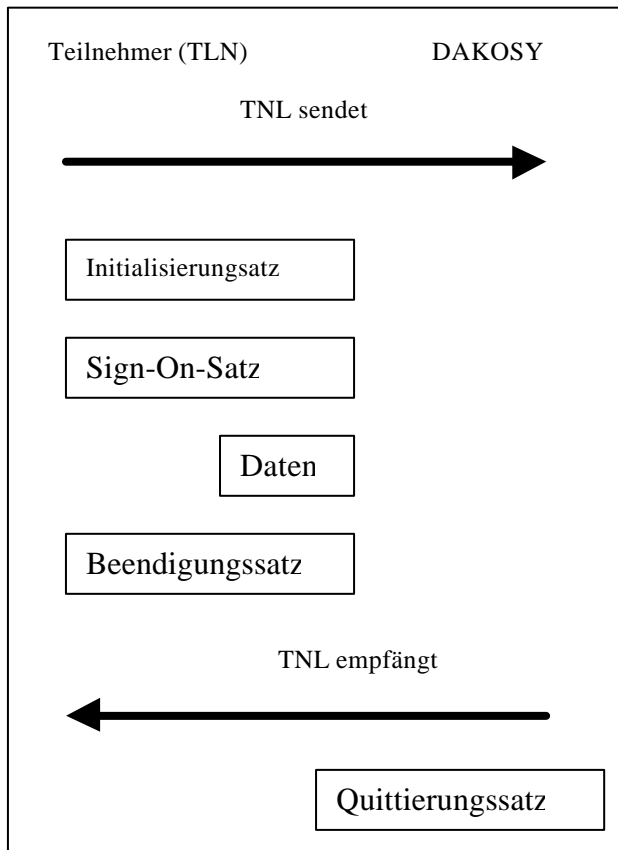 Teilnehmer (TLN) DAKOSY
TNL sendet
Initialisierungsatz
Sign-On-Satz
Daten
Beendigungssatz
TNL empfängt
Quittierungssatz